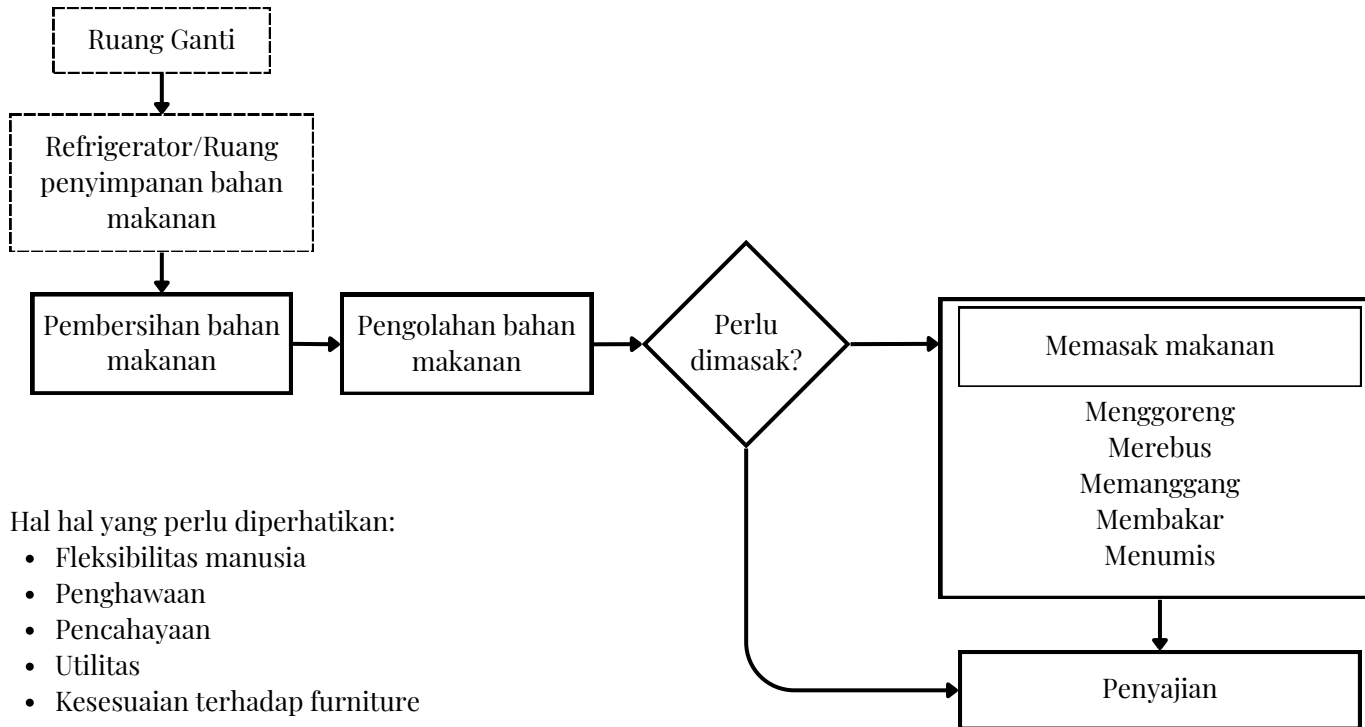 Ruang Ganti
Refrigerator/Ruang
penyimpanan bahan
makanan
Pembersihan bahan
makanan
Pengolahan bahan
makanan
Perlu
dimasak?
Memasak makanan
Menggoreng
Merebus
Memanggang
Membakar
Menumis
Penyajian
Hal hal yang perlu diperhatikan:
• Fleksibilitas manusia
• Penghawaan
• Pencahayaan
• Utilitas
• Kesesuaian terhadap furniture